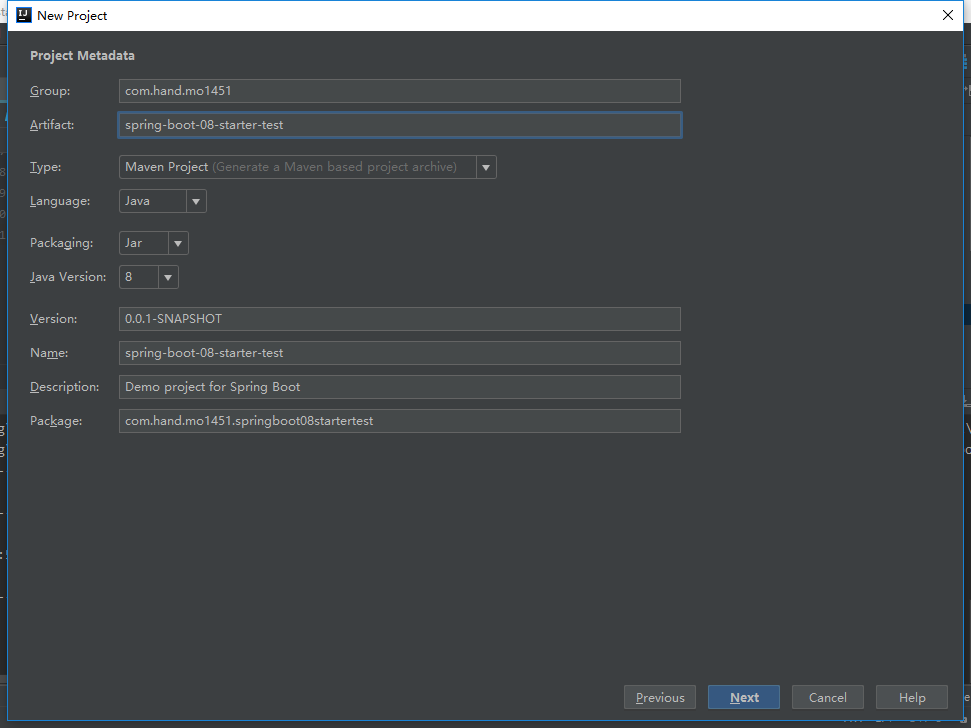 New Project
Project Metadata
Group: com.hand.mo1451
Artifact: spring-boot-08-starter-test
Type: Maven Project (Generate a Maven based project archive)
Language: Java
Packaging: Jar
Java Version: 8
Version: 0.0.1-SNAPSHOT
Name: spring-boot-08-starter-test
Description: Demo project for Spring Boot
Package: com.hand.mo1451.springboot08startertest
Previous Next Cancel Help